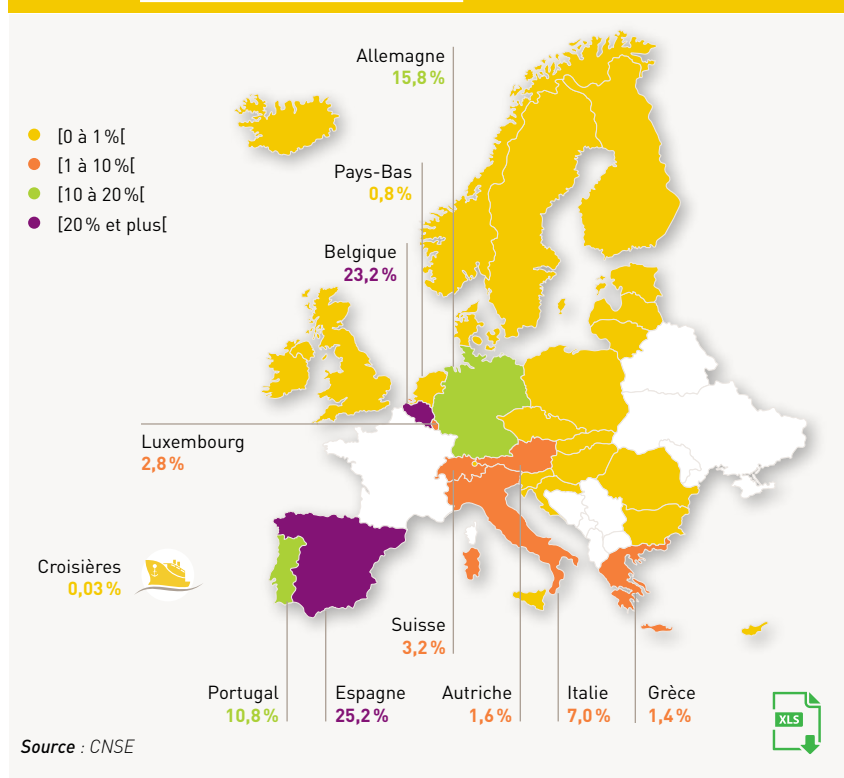 Allemagne
15,8 %
[0 à 1 %[
[1 à 10 %[
[10 à 20 %[
[20 % et plus[
Pays-Bas
0,8 %
Belgique
23,2 %
Luxembourg
2,8 %
Croisières
0,03 %
Suisse
3,2 %
Portugal
10,8 %
Espagne
25,2 %
Autriche
1,6 %
Italie
7,0 %
Grèce
1,4 %
XLS
Source : CNSE